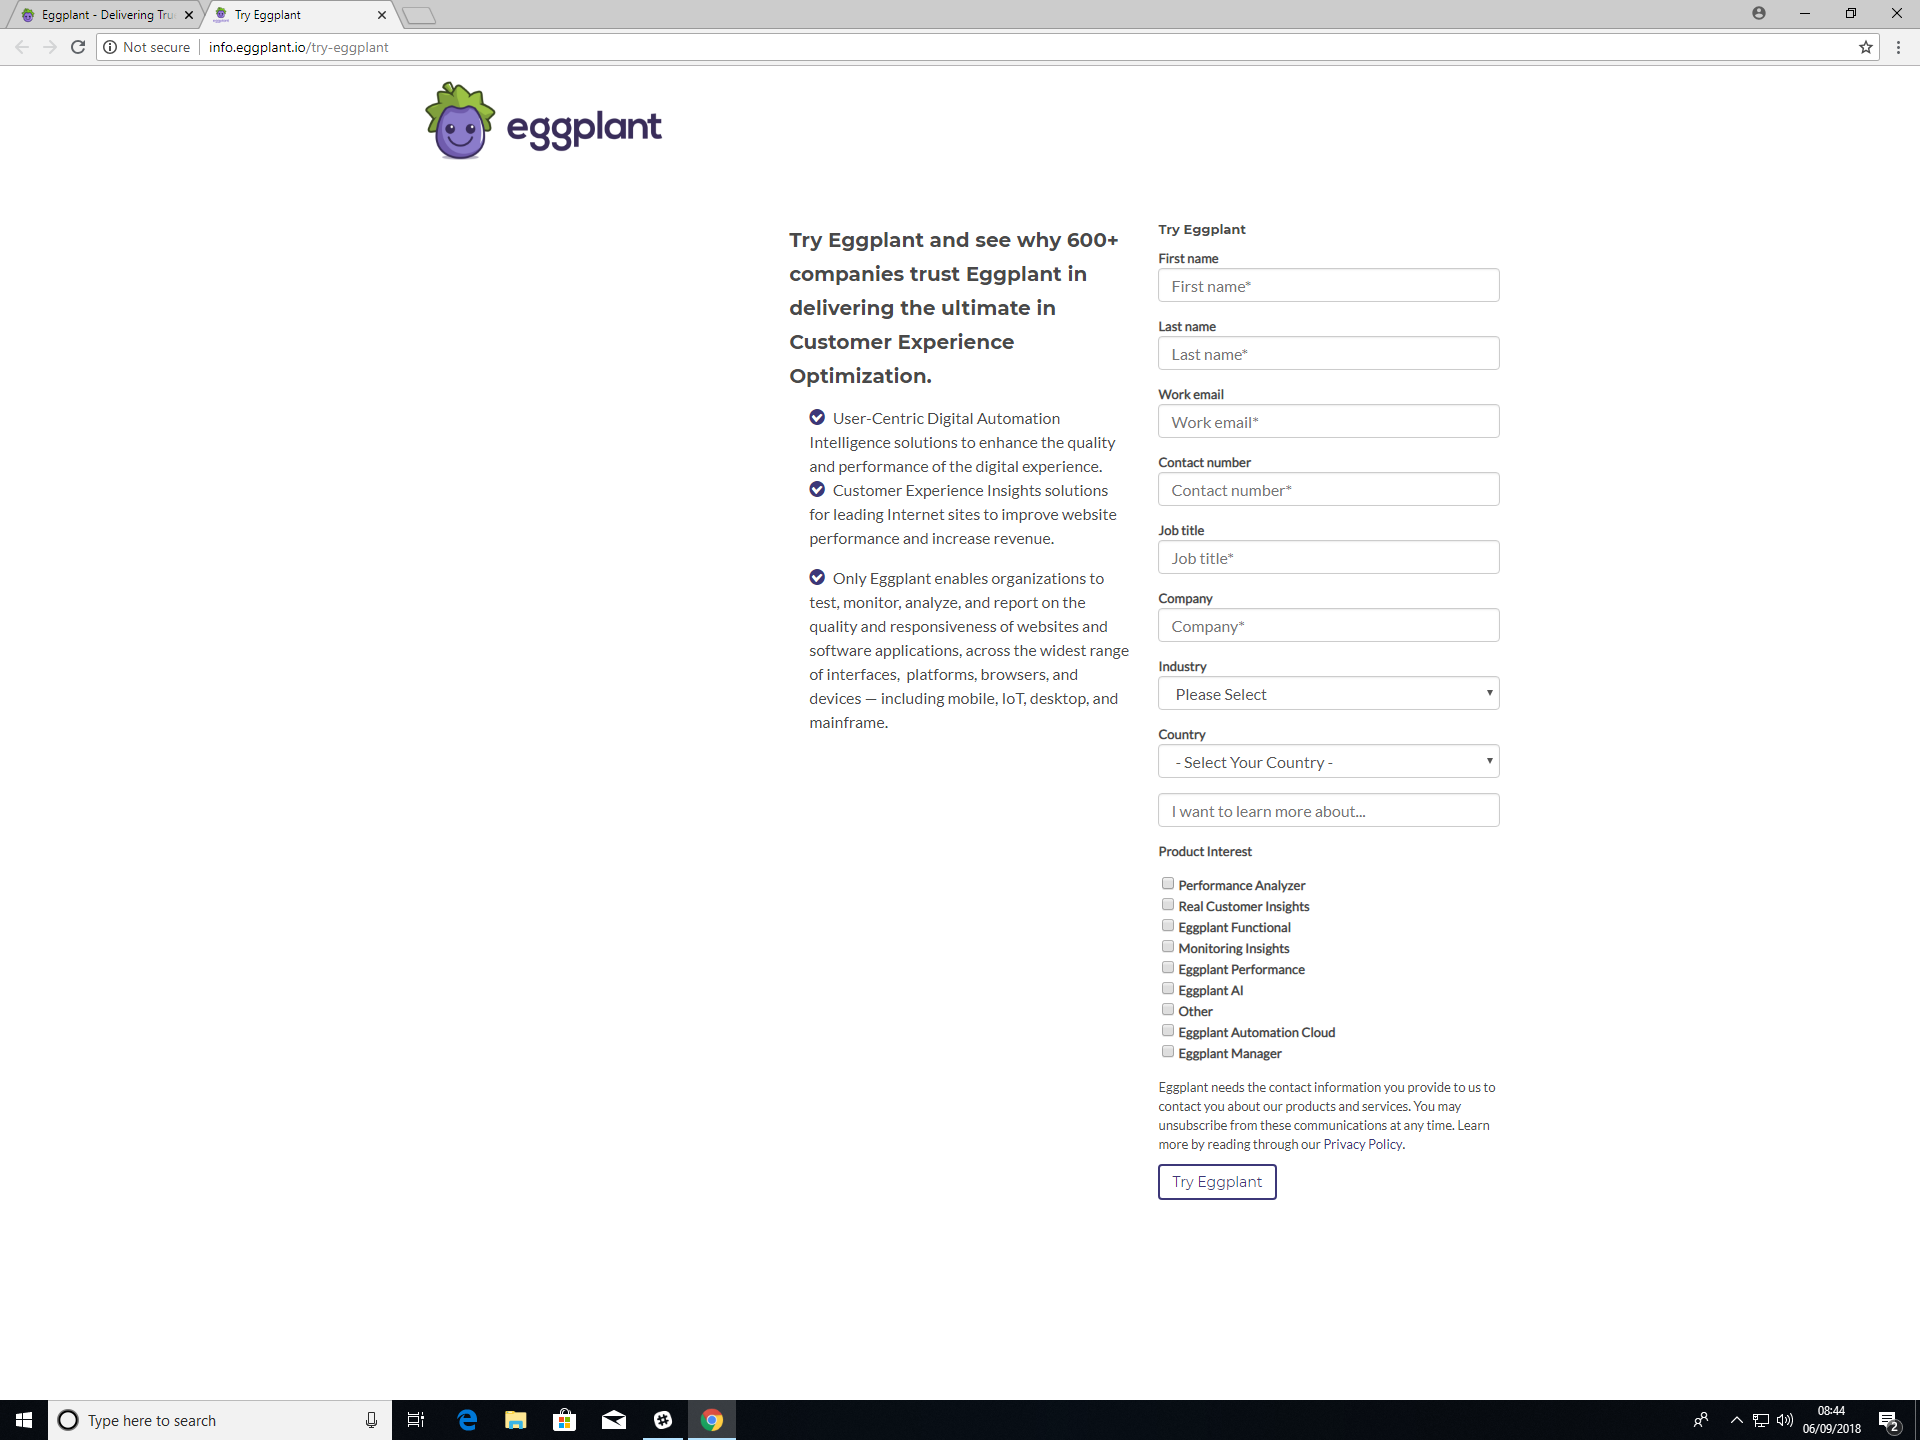 Eggplant - Delivering Tru
Try Eggplant
Not secure
info.eggplant.io/try-eggplant
eggplant
Try Eggplant and see why 600+
companies trust Eggplant in
delivering the ultimate in
Customer Experience
Optimization.
User-Centric Digital Automation
Intelligence solutions to enhance the quality
and performance of the digital experience.
Customer Experience Insights solutions
for leading Internet sites to improve website
performance and increase revenue.
Only Eggplant enables organizations to
test, monitor, analyze, and report on the
quality and responsiveness of websites and
software applications, across the widest range
of interfaces, platforms, browsers, and
devices — including mobile, IoT, desktop, and
mainframe.
Try Eggplant
First name
First name*
Last name
Last name*
Work email
Work email*
Contact number
Contact number*
Job title
Job title*
Company
Company*
Industry
Please Select
Country
- Select Your Country -
I want to learn more about...
Product Interest
Performance Analyzer
Real Customer Insights
Eggplant Functional
Monitoring Insights
Eggplant Performance
Eggplant AI
Other
Eggplant Automation Cloud
Eggplant Manager
Eggplant needs the contact information you provide to us to
contact you about our products and services. You may
unsubscribe from these communications at any time. Learn
more by reading through our Privacy Policy.
Try Eggplant
Type here to search
08:44
06/09/2018
2